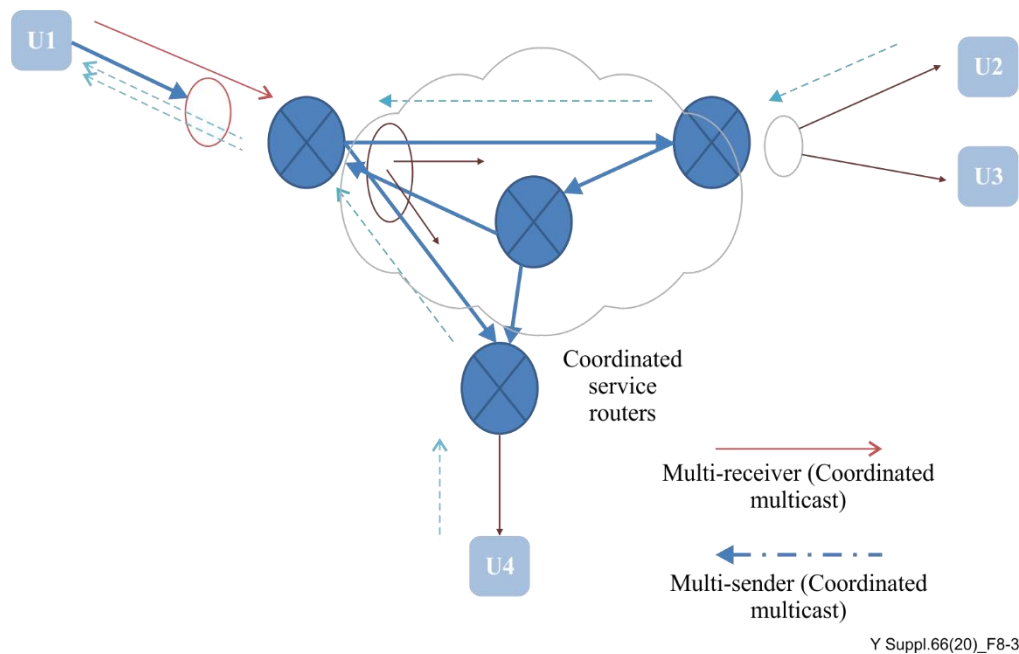 U1
U2
U3
Coordinated
service
routers
Multi-receiver (Coordinated
multicast)
U4
Multi-sender (Coordinated
multicast)
Y Suppl.66(20)_F8-3